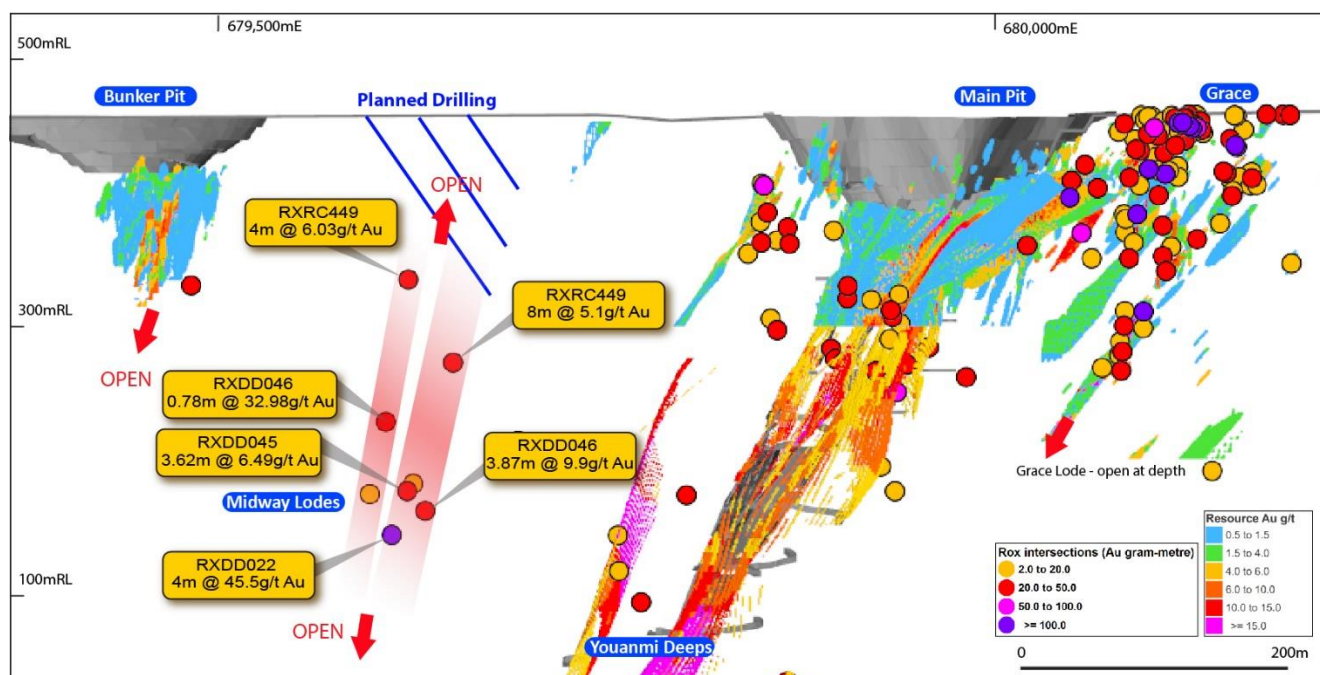 679,500mE
680,000mE
500mRL
Bunker Pit
Planned Drilling
Main Pit
Grace
OPEN
RXRC449
4m @ 6.03g/t Au
RXRC449
8m @ 5.1g/t Au
300mRL
OPEN
RXDD046
0.78m @ 32.98g/t Au
RXDD045
3.62m @ 6.49g/t Au
RXDD046
3.87m @ 9.9g/t Au
Grace Lode - open at depth
Midway Lodes
RXDD022
4m @ 45.5g/t Au
100mRL
OPEN
Youanmi Deeps
Rox intersections (Au gram-metre)
2.0 to 20.0
20.0 to 50.0
50.0 to 100.0
>= 100.0
Resource Au g/t
0.5 to 1.5
1.5 to 4.0
4.0 to 6.0
6.0 to 10.0
10.0 to 15.0
>= 15.0
0
200m